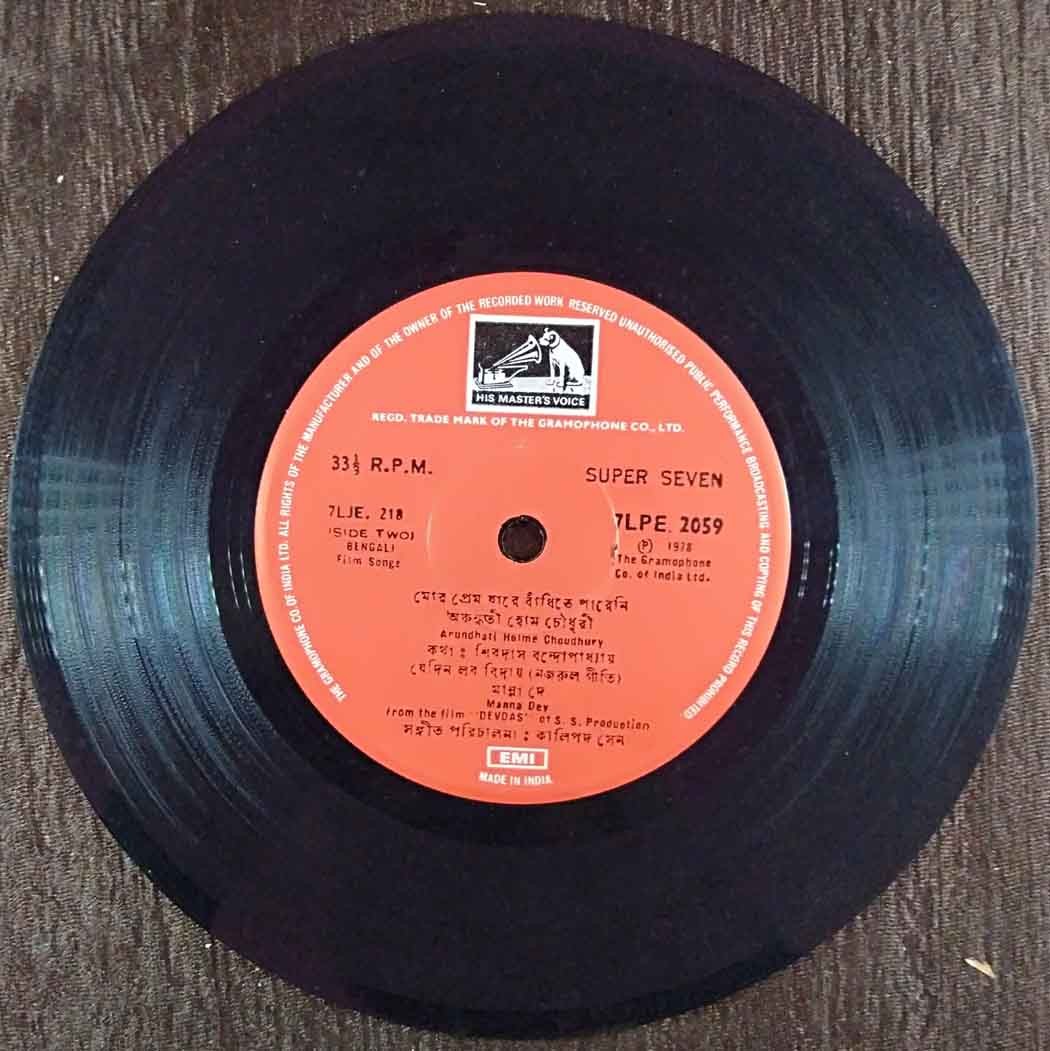 THE GRAMOPHONE CO OF INDIA LTD. ALL RIGHTS OF THE MANUFACTURER AND OF THE OWNER OF THE RECORDED WORK RESERVED UNAUTHORISED PUBLIC PERFORMANCE BROADCASTING AND COPYING OF THIS RECORD PROHIBITED.
HIS MASTER'S VOICE
REGD. TRADE MARK OF THE GRAMOPHONE CO., LTD.
33⅓ R.P.M.
SUPER SEVEN
7LJE. 218
(SIDE TWO)
BENGALI
Film Songs
7LPE. 2059
Ⓟ 1978
The Gramophone
Co. of India Ltd.
মোর প্রেম যারে বাঁধিতে পারেনি
অরুন্ধতী হোম চৌধুরী
Arundhati Holme Choudhury
কথা : শিবদাস বন্দোপাধ্যায়
যেদিন লব বিদায় (নজরুল গীতি)
মান্না দে
Manna Dey
From the film "DEVDAS" of S. S. Production
সঙ্গীত পরিচালনা : কালিপদ সেন
EMI
MADE IN INDIA